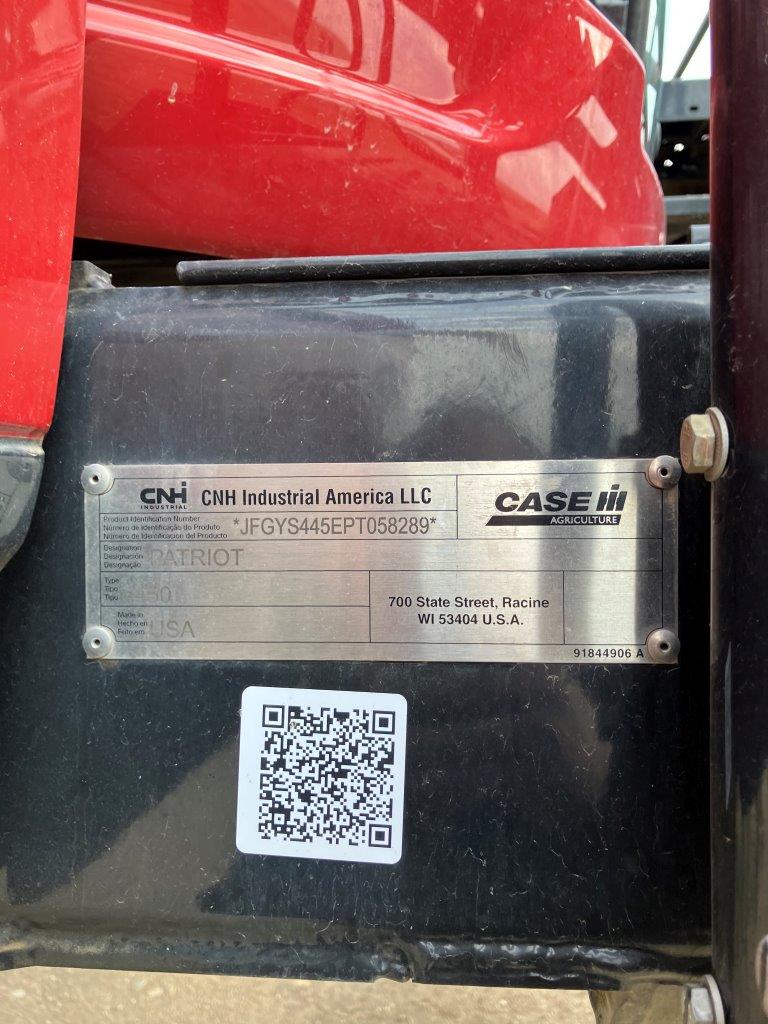 CNH INDUSTRIAL CNH Industrial America LLC
CASE IH AGRICULTURE
Product Identification Number
Número de identificação do Produto
Número de Identificacion del Producto
*JFGYS445EPT058289*
Designation
Designación
Designação
PATRIOT
Type
Tipo
Tipo
Made in
Hecho en
Feito em
USA
700 State Street, Racine
WI 53404 U.S.A.
91844906 A